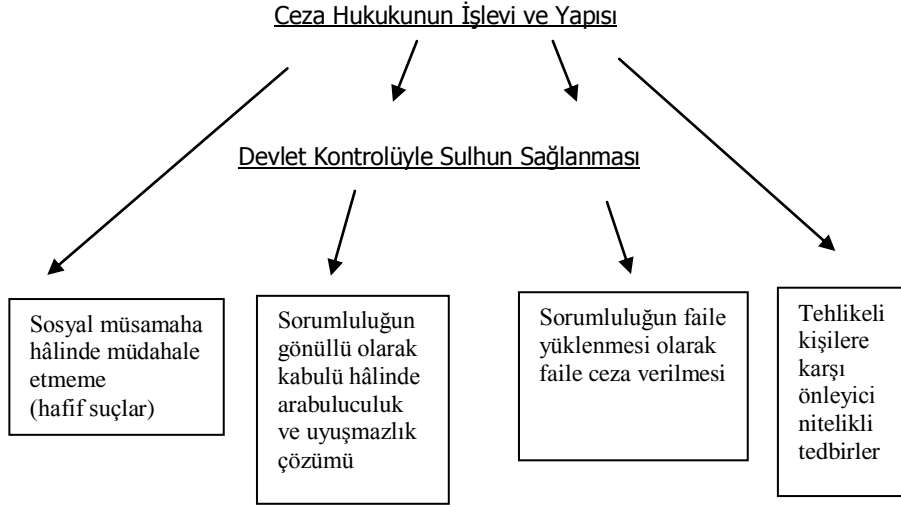 Ceza Hukukunun İşlevi ve Yapısı
Devlet Kontrolüyle Sulhun Sağlanması
Sosyal müsamaha
hâlinde müdahale
etmeme
(hafif suçlar)
Sorumluluğun
gönüllü olarak
kabulü hâlinde
arabuluculuk
ve uyuşmazlık
çözümü
Sorumluluğun faile
yüklenmesi olarak
faile ceza verilmesi
Tehlikeli
kişilere
karşı
önleyici
nitelikli
tedbirler